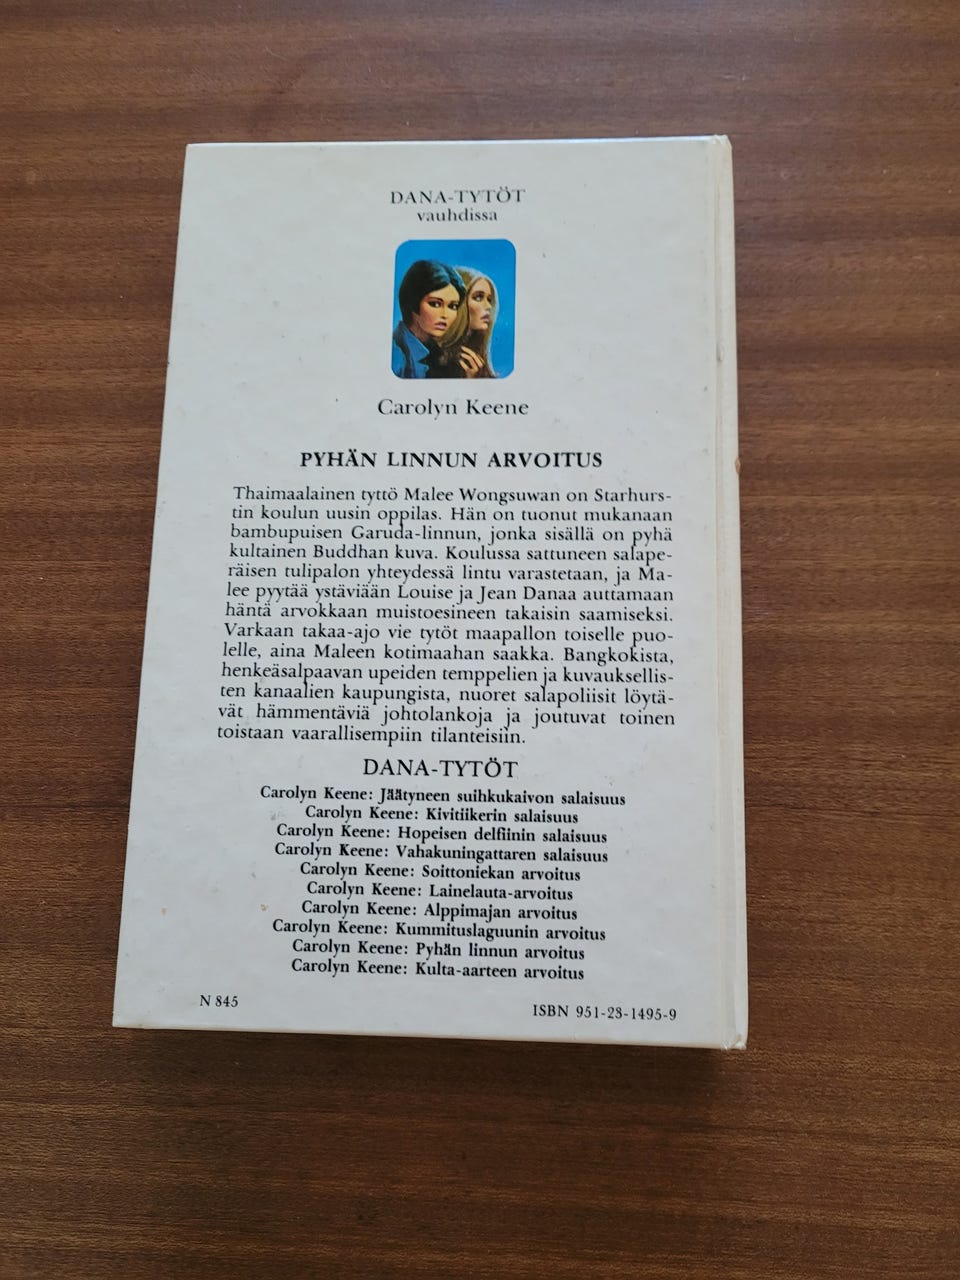 DANA-TYTÖT
vauhdissa
Carolyn Keene
PYHÄN LINNUN ARVOITUS
Thaimaalainen tyttö Malee Wongsuwan on Starhurs-
tin koulun uusin oppilas. Hän on tuonut mukanaan
bambupuisen Garuda-linnun, jonka sisällä on pyhä
kultainen Buddhan kuva. Koulussa sattuneen salape-
räisen tulipalon yhteydessä lintu varastetaan, ja Ma-
lee pyytää ystäviään Louise ja Jean Danaa auttamaan
häntä arvokkaan muistoesineen takaisin saamiseksi.
Varkaan takaa-ajo vie tytöt maapallon toiselle puo-
lelle, aina Maleen kotimaahan saakka. Bangkokista,
henkeäsalpaavan upeiden temppelien ja kuvauksellis-
ten kanaalien kaupungista, nuoret salapoliisit löytä-
vät hämmentäviä johtolankoja ja joutuvat toinen
toistaan vaarallisempiin tilanteisiin.
DANA-TYTÖT
Carolyn Keene: Jäätyneen suihkukaivon salaisuus
Carolyn Keene: Kivitiikerin salaisuus
Carolyn Keene: Hopeisen delfiinin salaisuus
Carolyn Keene: Vahakuningattaren salaisuus
Carolyn Keene: Soittoniekan arvoitus
Carolyn Keene: Lainelauta-arvoitus
Carolyn Keene: Alppimajan arvoitus
Carolyn Keene: Kummituslaguunin arvoitus
Carolyn Keene: Pyhän linnun arvoitus
Carolyn Keene: Kulta-aarteen arvoitus
N 845
ISBN 951-23-1495-9